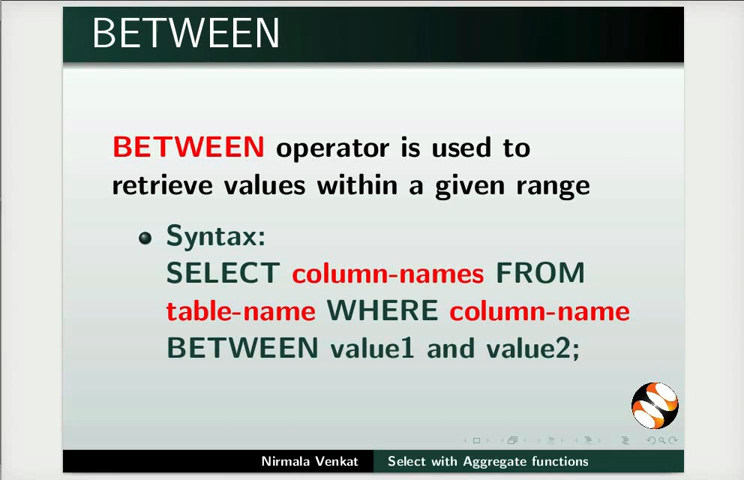 BETWEEN
BETWEEN operator is used to
retrieve values within a given range
Syntax:
SELECT column-names FROM
table-name WHERE column-name
BETWEEN value1 and value2;
Nirmala Venkat
Select with Aggregate functions